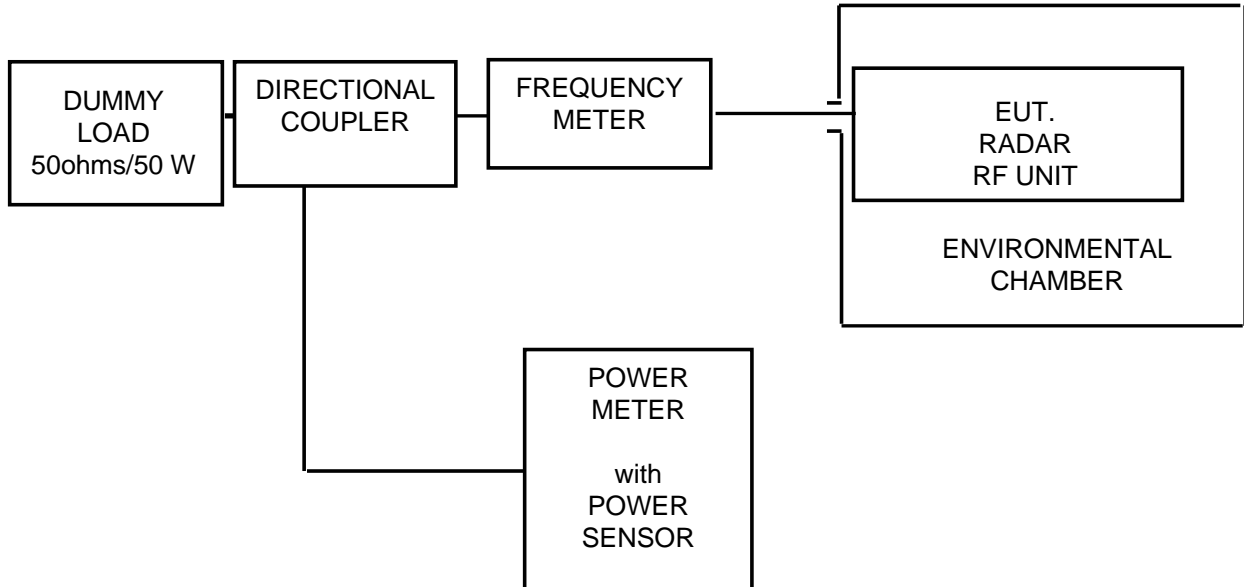 DUMMY
LOAD
50ohms/50 W
DIRECTIONAL
COUPLER
FREQUENCY
METER
EUT.
RADAR
RF UNIT
ENVIRONMENTAL
CHAMBER
POWER
METER
with
POWER
SENSOR